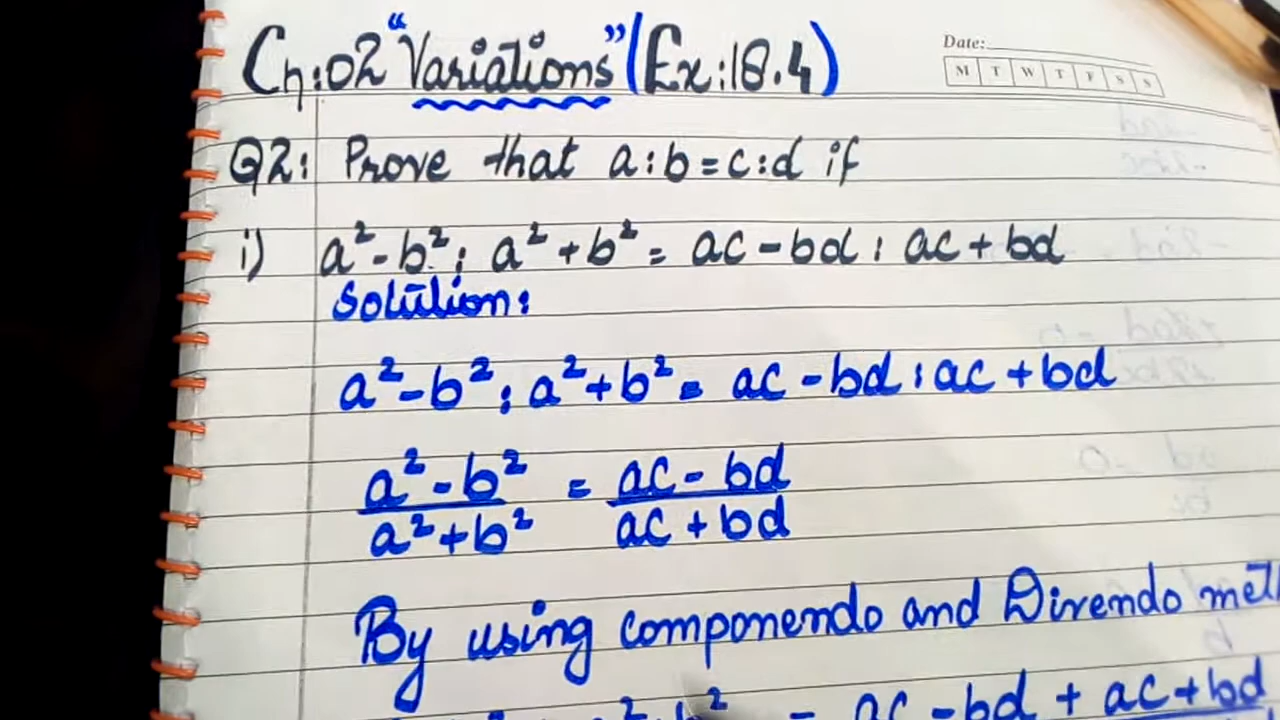 Ch:02 "Variations" (Ex:18.4)
Date:
M T W T F S S
Q2: Prove that a:b=c:d if
i) a²-b²: a²+b² = ac-bd : ac+bd
Solution:
a²-b² : a²+b² = ac-bd : ac+bd
a²-b² = ac-bd
a²+b² ac+bd
By using componendo and Divendo
b² = ac-bd + ac+bd